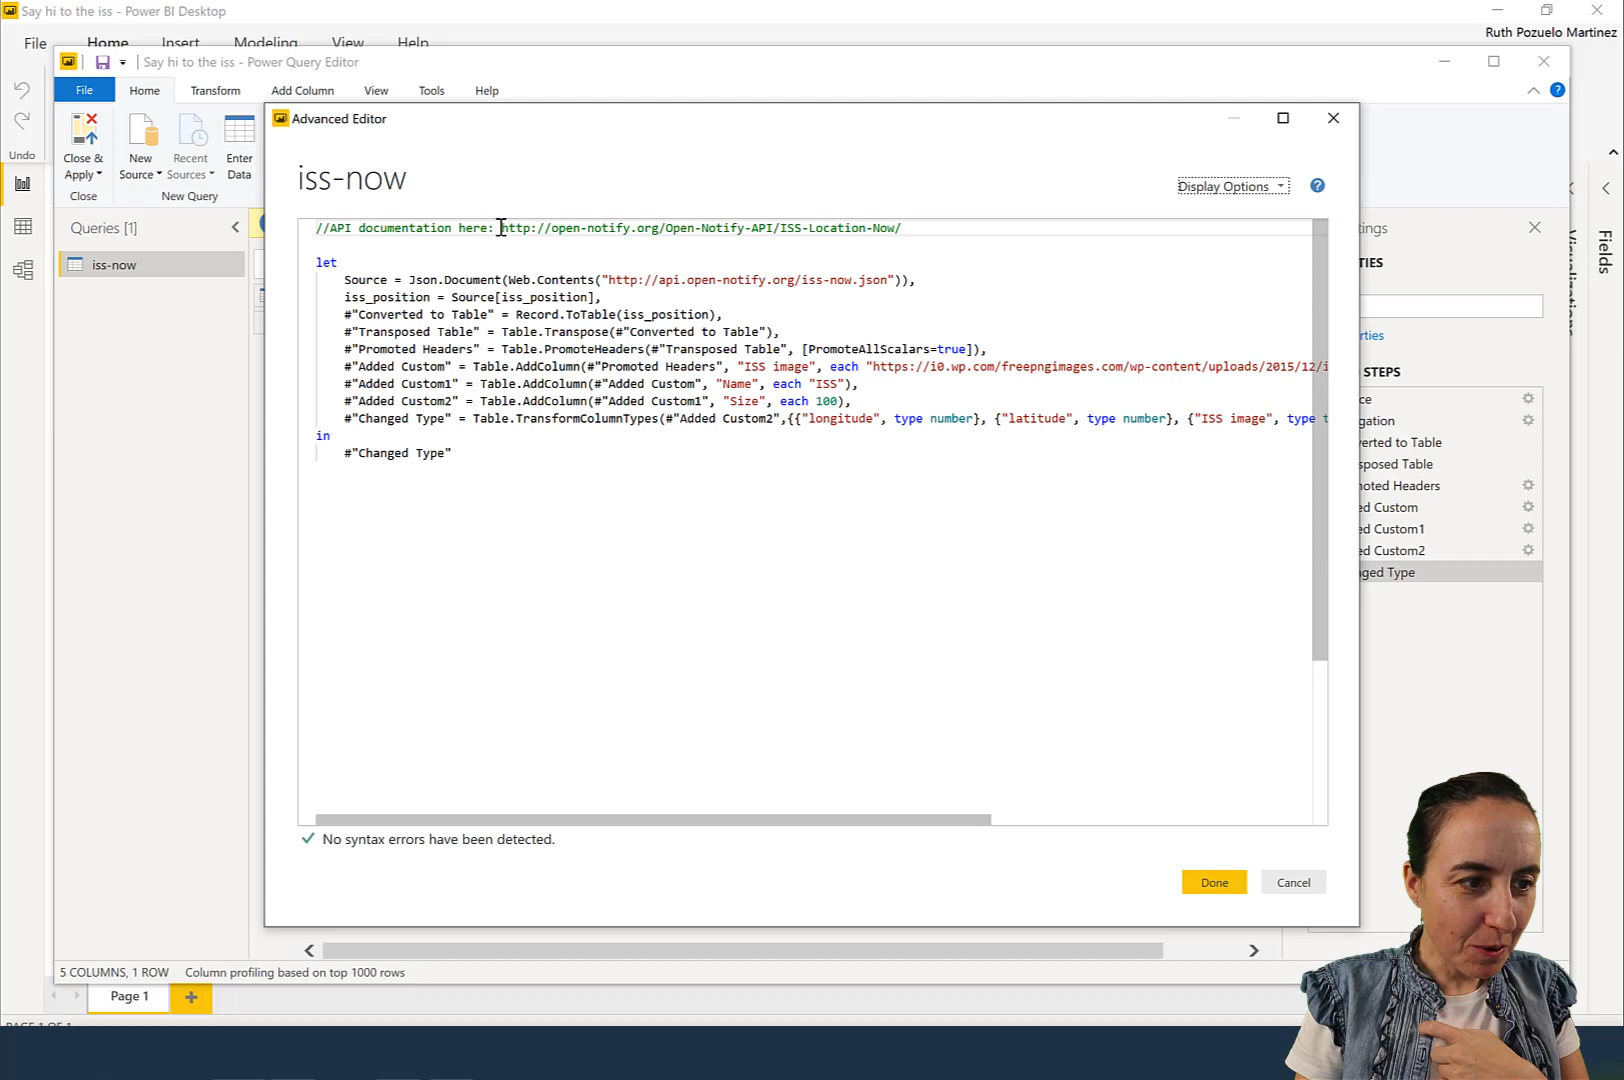 Say hi to the iss - Power BI Desktop
Ruth Pozuelo Martinez
File Home Insert Modeling View Help
Say hi to the iss - Power Query Editor
File Home Transform Add Column View Tools Help
Undo
Close & Apply
New Source
Recent Sources
Enter Data
Close
New Query
Queries [1]
iss-now
Advanced Editor
iss-now
Display Options
//API documentation here: http://open-notify.org/Open-Notify-API/ISS-Location-Now/
let
Source = Json.Document(Web.Contents("http://api.open-notify.org/iss-now.json")),
iss_position = Source[iss_position],
#"Converted to Table" = Record.ToTable(iss_position),
#"Transposed Table" = Table.Transpose(#"Converted to Table"),
#"Promoted Headers" = Table.PromoteHeaders(#"Transposed Table", [PromoteAllScalars=true]),
#"Added Custom" = Table.AddColumn(#"Promoted Headers", "ISS image", each "https://i0.wp.com/freepngimages.com/wp-content/uploads/2015/12/i
#"Added Custom1" = Table.AddColumn(#"Added Custom", "Name", each "ISS"),
#"Added Custom2" = Table.AddColumn(#"Added Custom1", "Size", each 100),
#"Changed Type" = Table.TransformColumnTypes(#"Added Custom2",{{"longitude", type number}, {"latitude", type number}, {"ISS image", type t
in
#"Changed Type"
No syntax errors have been detected.
Done
Cancel
tings
TIES
rties
STEPS
ce
igation
verted to Table
sposed Table
noted Headers
ed Custom
ed Custom1
ed Custom2
nged Type
Visualizations
Fields
5 COLUMNS, 1 ROW Column profiling based on top 1000 rows
Page 1